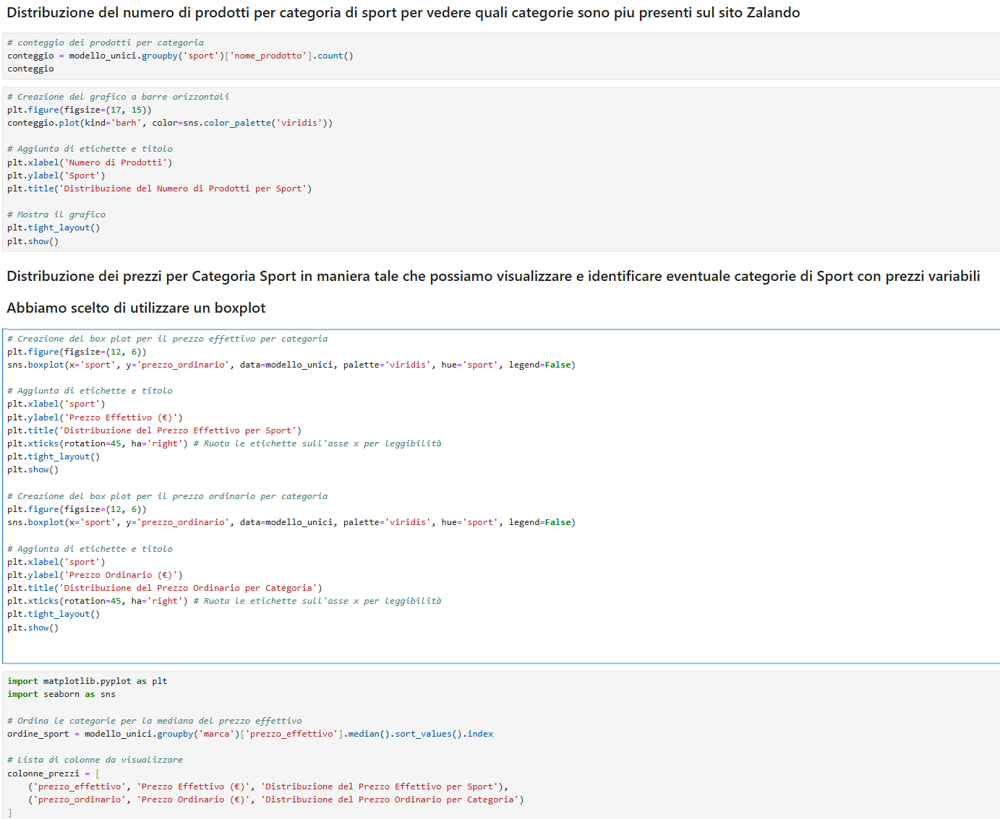 Distribuzione del numero di prodotti per categoria di sport per vedere quali categorie sono piu presenti sul sito Zalando
# conteggio dei prodotti per categoria
conteggio = modello_unici.groupby('sport')['nome_prodotto'].count()
conteggio
# Creazione del grafico a barre orizzontali
plt.figure(figsize=(17, 15))
conteggio.plot(kind='barh', color=sns.color_palette('viridis'))
# Aggiunta di etichette e titolo
plt.xlabel('Numero di Prodotti')
plt.ylabel('Sport')
plt.title('Distribuzione del Numero di Prodotti per Sport')
# Mostra il grafico
plt.tight_layout()
plt.show()
Distribuzione dei prezzi per Categoria Sport in maniera tale che possiamo visualizzare e identificare eventuale categorie di Sport con prezzi variabili
Abbiamo scelto di utilizzare un boxplot
# Creazione del box plot per il prezzo effettivo per categoria
plt.figure(figsize=(12, 6))
sns.boxplot(x='sport', y='prezzo_ordinario', data=modello_unici, palette='viridis', hue='sport', legend=False)
# Aggiunta di etichette e titolo
plt.xlabel('sport')
plt.ylabel('Prezzo Effettivo (€)')
plt.title('Distribuzione del Prezzo Effettivo per Sport')
plt.xticks(rotation=45, ha='right') # Ruota le etichette sull'asse x per leggibilità
plt.tight_layout()
plt.show()
# Creazione del box plot per il prezzo ordinario per categoria
plt.figure(figsize=(12, 6))
sns.boxplot(x='sport', y='prezzo_ordinario', data=modello_unici, palette='viridis', hue='sport', legend=False)
# Aggiunta di etichette e titolo
plt.xlabel('sport')
plt.ylabel('Prezzo Ordinario (€)')
plt.title('Distribuzione del Prezzo Ordinario per Categoria')
plt.xticks(rotation=45, ha='right') # Ruota le etichette sull'asse x per leggibilità
plt.tight_layout()
plt.show()
import matplotlib.pyplot as plt
import seaborn as sns
# Ordina le categorie per la mediana del prezzo effettivo
ordine_sport = modello_unici.groupby('marca')['prezzo_effettivo'].median().sort_values().index
# Lista di colonne da visualizzare
colonne_prezzi = [
    ('prezzo_effettivo', 'Prezzo Effettivo (€)', 'Distribuzione del Prezzo Effettivo per Sport'),
    ('prezzo_ordinario', 'Prezzo Ordinario (€)', 'Distribuzione del Prezzo Ordinario per Categoria')
]